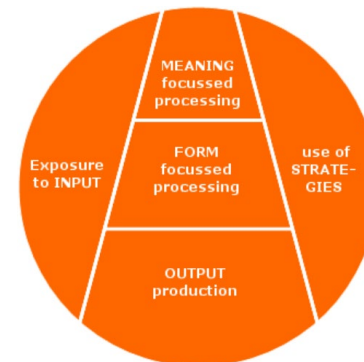 MEANING
focussed
processing
Exposure
to INPUT
FORM
focussed
processing
use of
STRATE-
GIES
OUTPUT
production